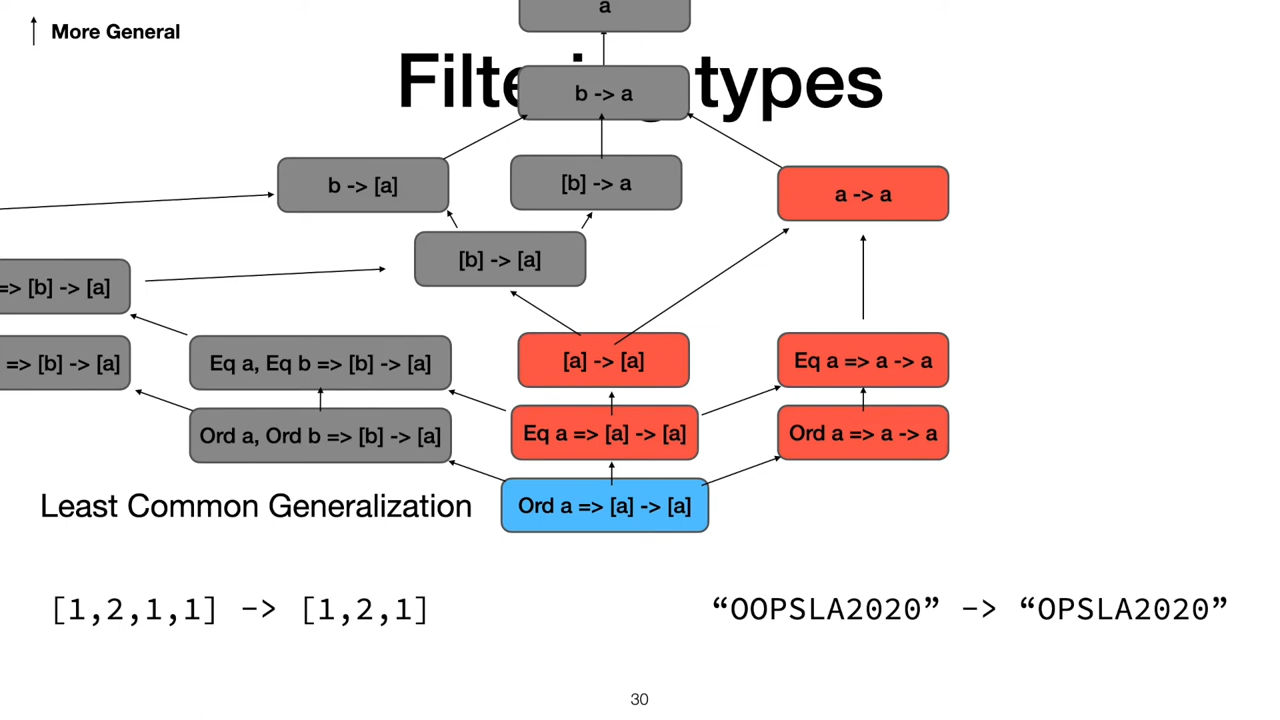 More General
a
Filte
types
b -> a
b -> [a]
[b] -> a
a -> a
[b] -> [a]
=> [b] -> [a]
=> [b] -> [a]
Eq a, Eq b => [b] -> [a]
[a] -> [a]
Eq a => a -> a
Ord a, Ord b => [b] -> [a]
Eq a => [a] -> [a]
Ord a => a -> a
Least Common Generalization
Ord a => [a] -> [a]
[1,2,1,1] -> [1,2,1]
“OOPSLA2020” -> “OPSLA2020”
30